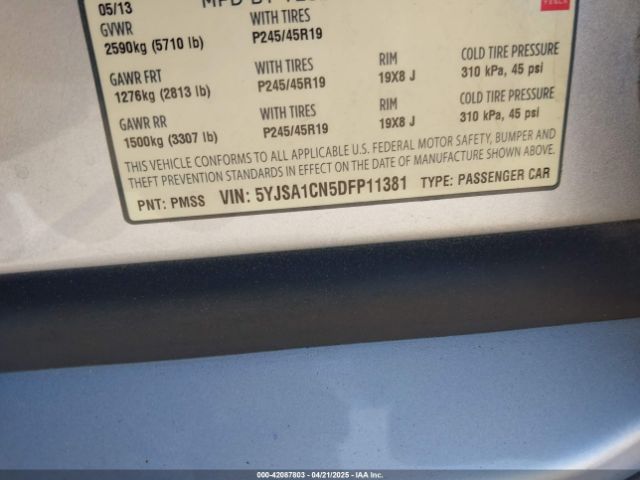 05/13 MFD BY TESLA
GVWR WITH TIRES
2590kg (5710 lb) P245/45R19
GAWR FRT WITH TIRES RIM COLD TIRE PRESSURE
1276kg (2813 lb) P245/45R19 19X8 J 310 kPa, 45 psi
GAWR RR WITH TIRES RIM COLD TIRE PRESSURE
1500kg (3307 lb) P245/45R19 19X8 J 310 kPa, 45 psi
THIS VEHICLE CONFORMS TO ALL APPLICABLE U.S. FEDERAL MOTOR SAFETY, BUMPER AND
THEFT PREVENTION STANDARDS IN EFFECT ON THE DATE OF MANUFACTURE SHOWN ABOVE.
PNT: PMSS VIN: 5YJSA1CN5DFP11381 TYPE: PASSENGER CAR
000-42087803 - 04/21/2025 - IAA Inc.